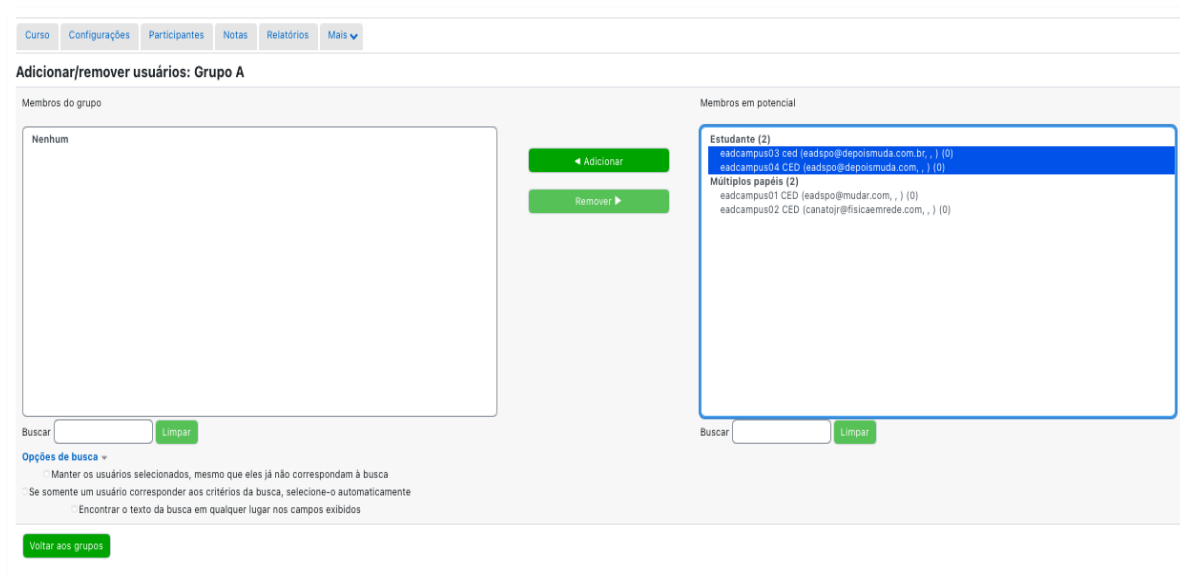 Curso Configurações Participantes Notas Relatórios Mais
Adicionar/remover usuários: Grupo A
Membros do grupo
Nenhum
◄ Adicionar
Remover ►
Membros em potencial
Estudante (2)
eadcampus03 ced (eadspo@depoismuda.com.br, , ) (0)
eadcampus04 CED (eadspo@depoismuda.com, , ) (0)
Múltiplos papéis (2)
eadcampus01 CED (eadspo@mudar.com, , ) (0)
eadcampus02 CED (canatojr@fisicaemrede.com, , ) (0)
Buscar Limpar
Buscar Limpar
Opções de busca
Manter os usuários selecionados, mesmo que eles já não correspondam à busca
Se somente um usuário corresponder aos critérios da busca, selecione-o automaticamente
Encontrar o texto da busca em qualquer lugar nos campos exibidos
Voltar aos grupos